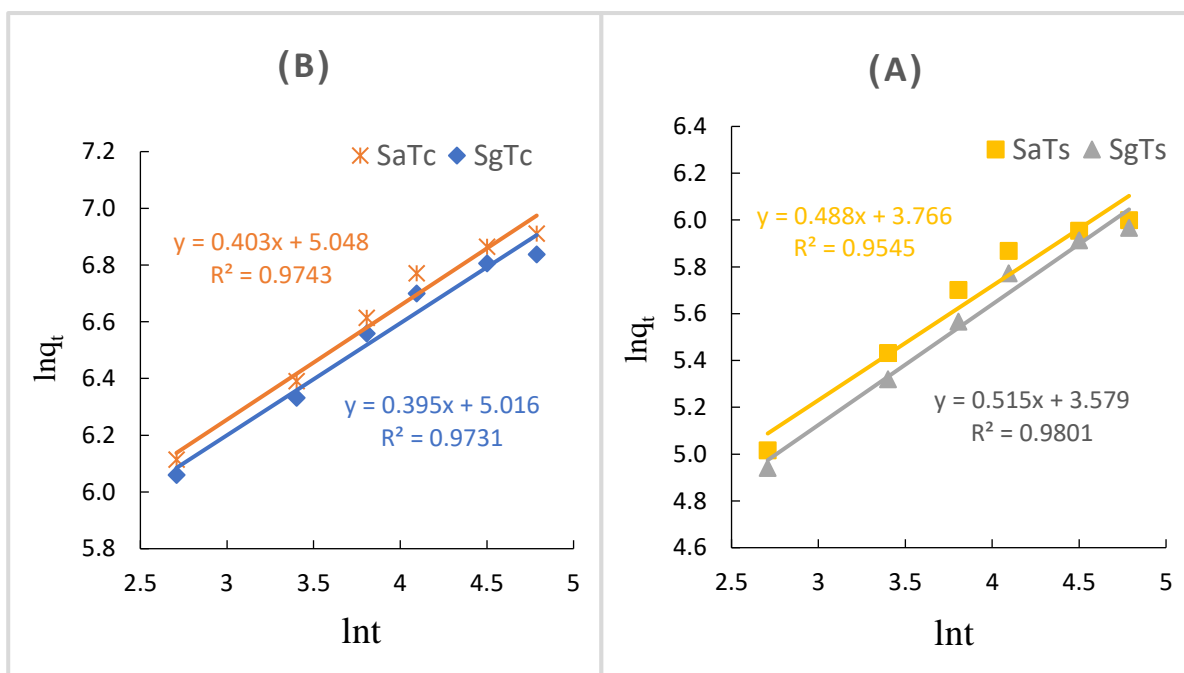 (B)
SaTc SgTc
7.2
7.0
6.8
6.6
6.4
6.2
6.0
5.8
lnqt
y = 0.403x + 5.048
R² = 0.9743
y = 0.395x + 5.016
R² = 0.9731
2.5 3 3.5 4 4.5 5
lnt
(A)
SaTs SgTs
6.4
6.2
6.0
5.8
5.6
5.4
5.2
5.0
4.8
4.6
y = 0.488x + 3.766
R² = 0.9545
y = 0.515x + 3.579
R² = 0.9801
2.5 3 3.5 4 4.5 5
lnt